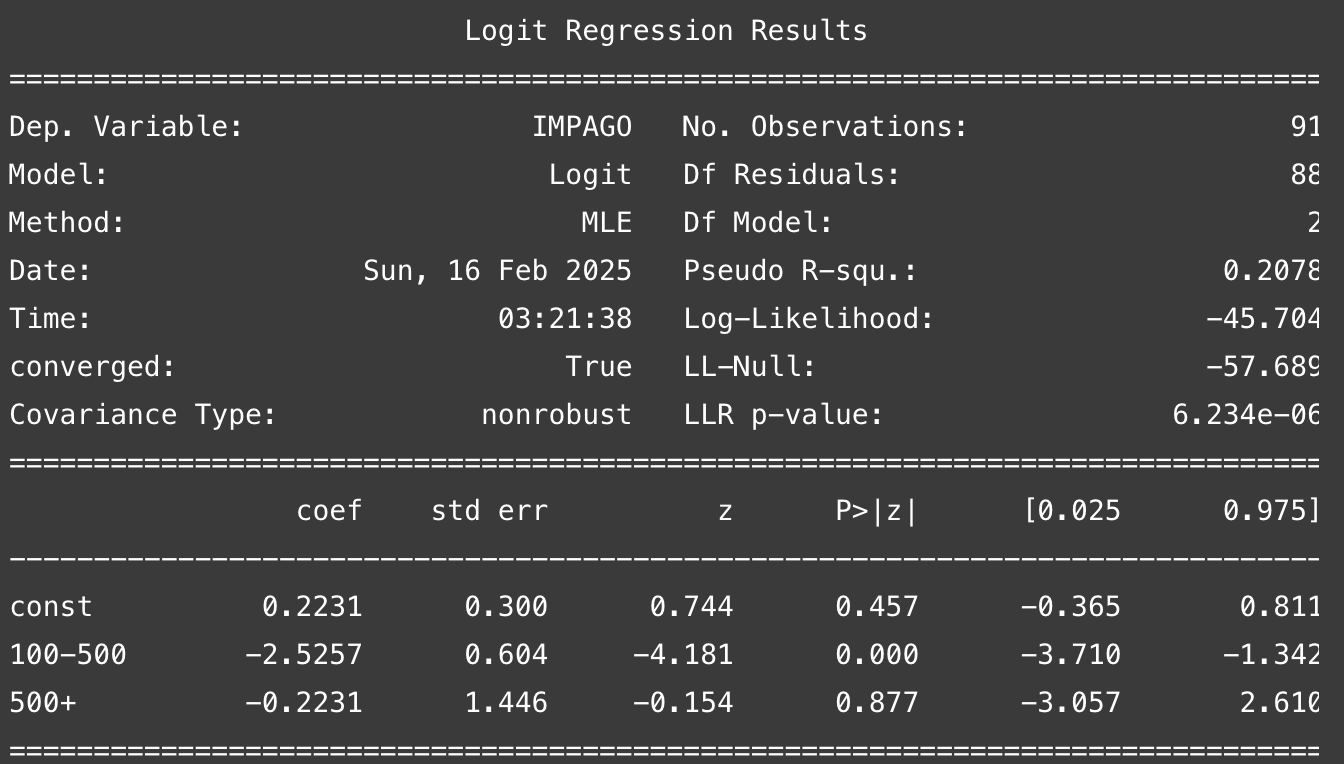 Logit Regression Results
==============================================================================
Dep. Variable:                 IMPAGO   No. Observations:                   91
Model:                          Logit   Df Residuals:                       88
Method:                           MLE   Df Model:                            2
Date:                Sun, 16 Feb 2025   Pseudo R-squ.:                  0.2078
Time:                        03:21:38   Log-Likelihood:                -45.704
converged:                       True   LL-Null:                       -57.689
Covariance Type:            nonrobust   LLR p-value:                 6.234e-06
==============================================================================
                 coef    std err          z      P>|z|      [0.025      0.975]
------------------------------------------------------------------------------
const          0.2231      0.300      0.744      0.457      -0.365       0.811
100-500       -2.5257      0.604     -4.181      0.000      -3.710      -1.342
500+          -0.2231      1.446     -0.154      0.877      -3.057       2.610
==============================================================================